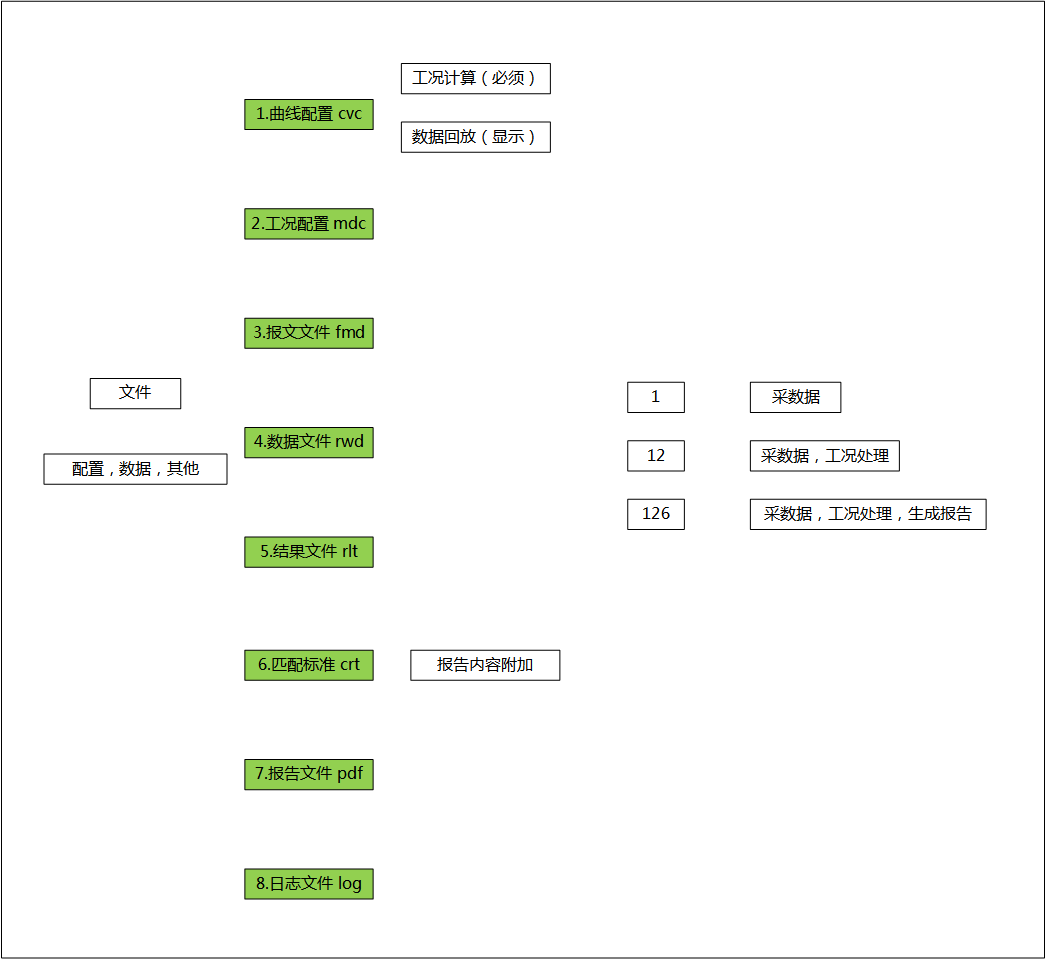 工况计算（必须）
1.曲线配置 cvc
数据回放（显示）
2.工况配置 mdc
3.报文文件 fmd
文件
配置，数据，其他
4.数据文件 rwd
1
采数据
12
采数据，工况处理
126
采数据，工况处理，生成报告
5.结果文件 rlt
6.匹配标准 crt
报告内容附加
7.报告文件 pdf
8.日志文件 log